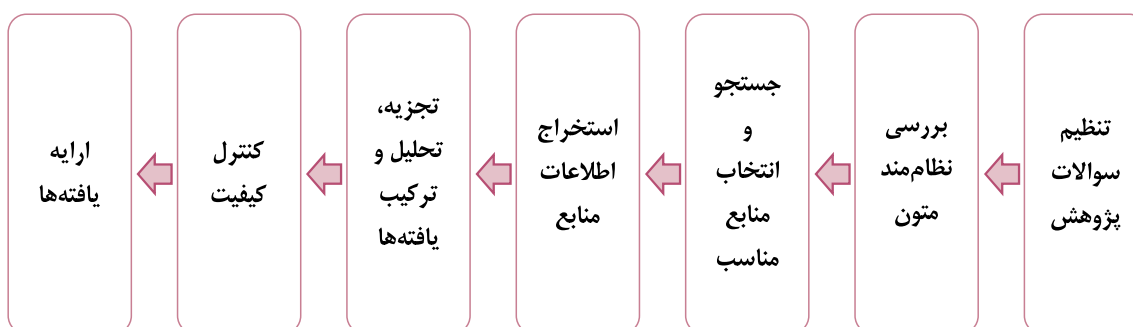 تنظیم
سوالات
پژوهش
بررسی
نظام‌مند
متون
جستجو
و
انتخاب
منابع
مناسب
استخراج
اطلاعات
منابع
تجزیه،
تحلیل و
ترکیب
یافته‌ها
کنترل
کیفیت
ارایه
یافته‌ها